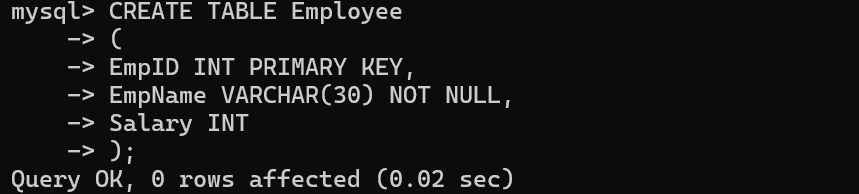 mysql> CREATE TABLE Employee
    -> (
    -> EmpID INT PRIMARY KEY,
    -> EmpName VARCHAR(30) NOT NULL,
    -> Salary INT
    -> );
Query OK, 0 rows affected (0.02 sec)